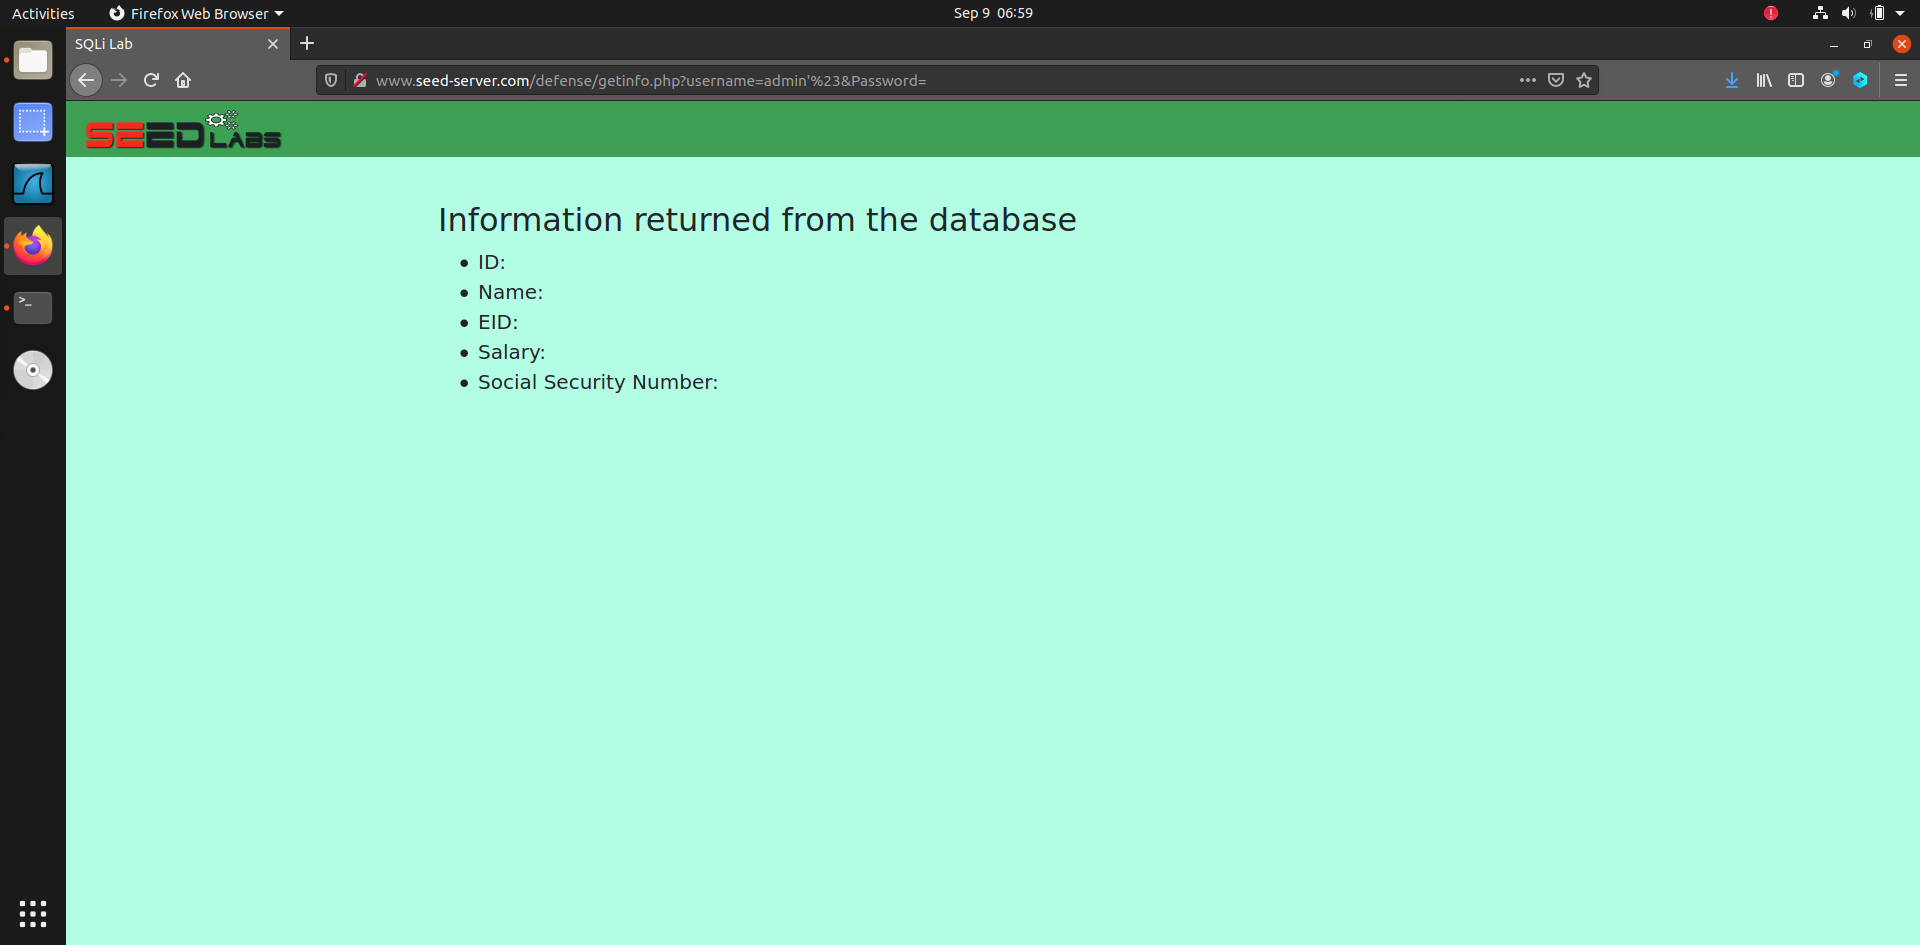 Activities Firefox Web Browser Sep 9 06:59
SQLi Lab
www.seed-server.com/defense/getinfo.php?username=admin'%23&Password=
SEED LABS
Information returned from the database
ID:
Name:
EID:
Salary:
Social Security Number: